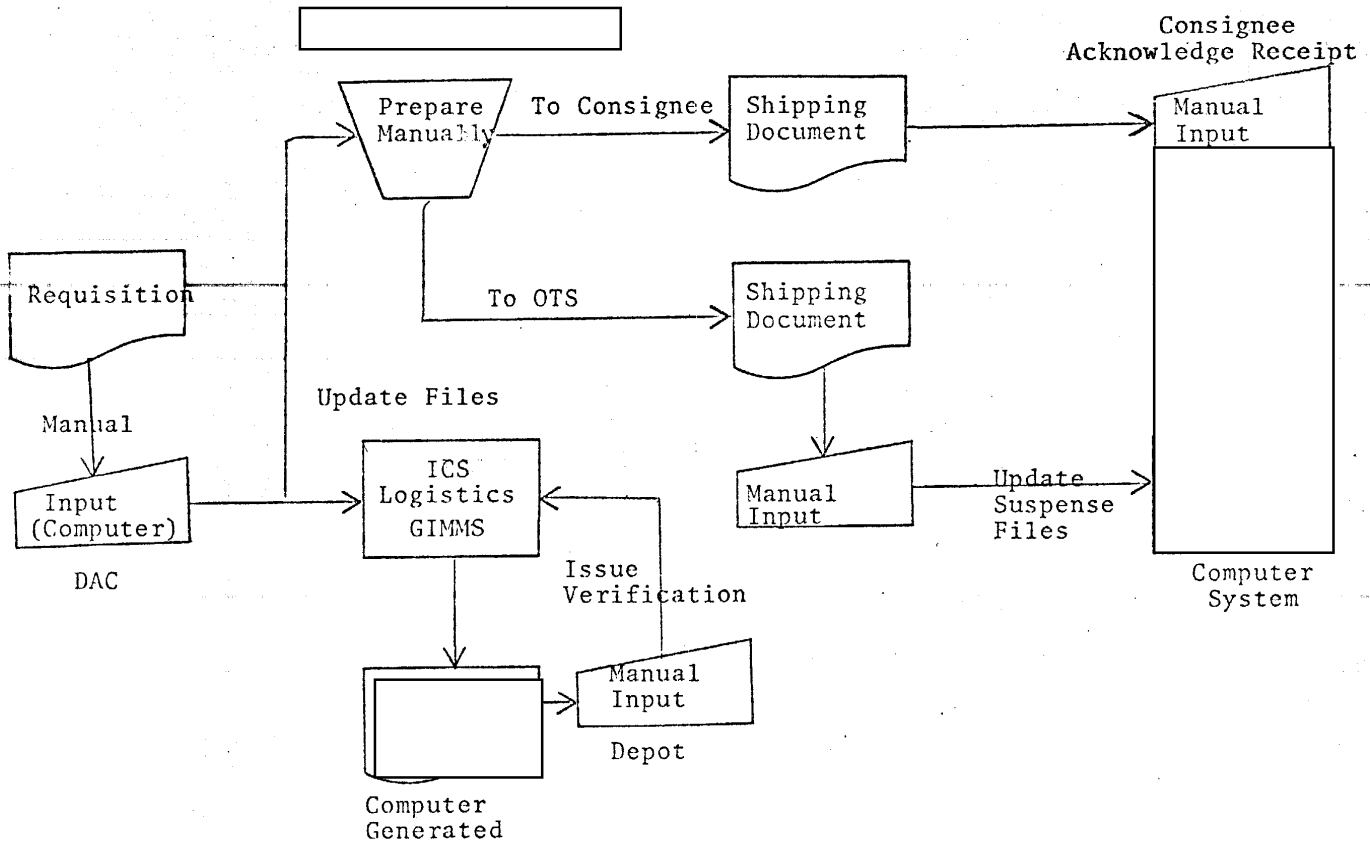 Consignee
Acknowledge Receipt
Prepare
Manually
To Consignee
Shipping
Document
Manual
Input
Requisition
To OTS
Shipping
Document
Manual
Update Files
Input
(Computer)
DAC
ICS
Logistics
GIMMS
Manual
Input
Update
Suspense
Files
Issue
Verification
Computer
System
Manual
Input
Depot
Computer
Generated